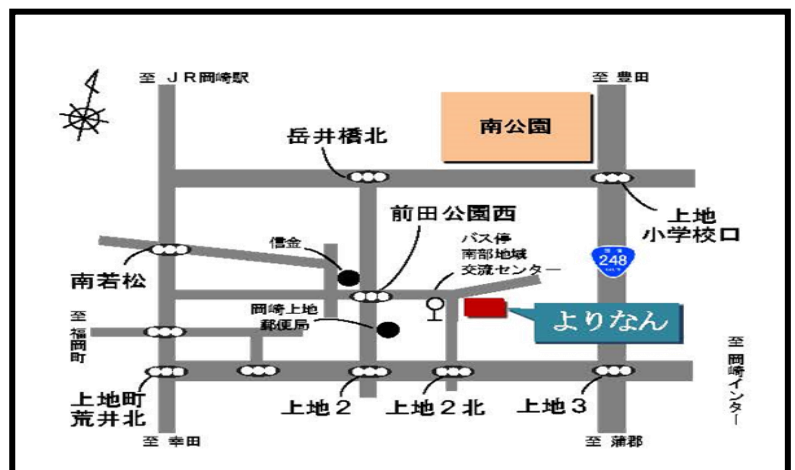 至 JR岡崎駅
至 豊田
南公園
岳井橋北
上地
小学校口
前田公園西
信金
バス停
南部地域
交流センター
248
南若松
岡崎上地
郵便局
よりなん
至 福岡町
至 岡崎インター
上地町
荒井北
上地2
上地2北
上地3
至 幸田
至 蒲郡